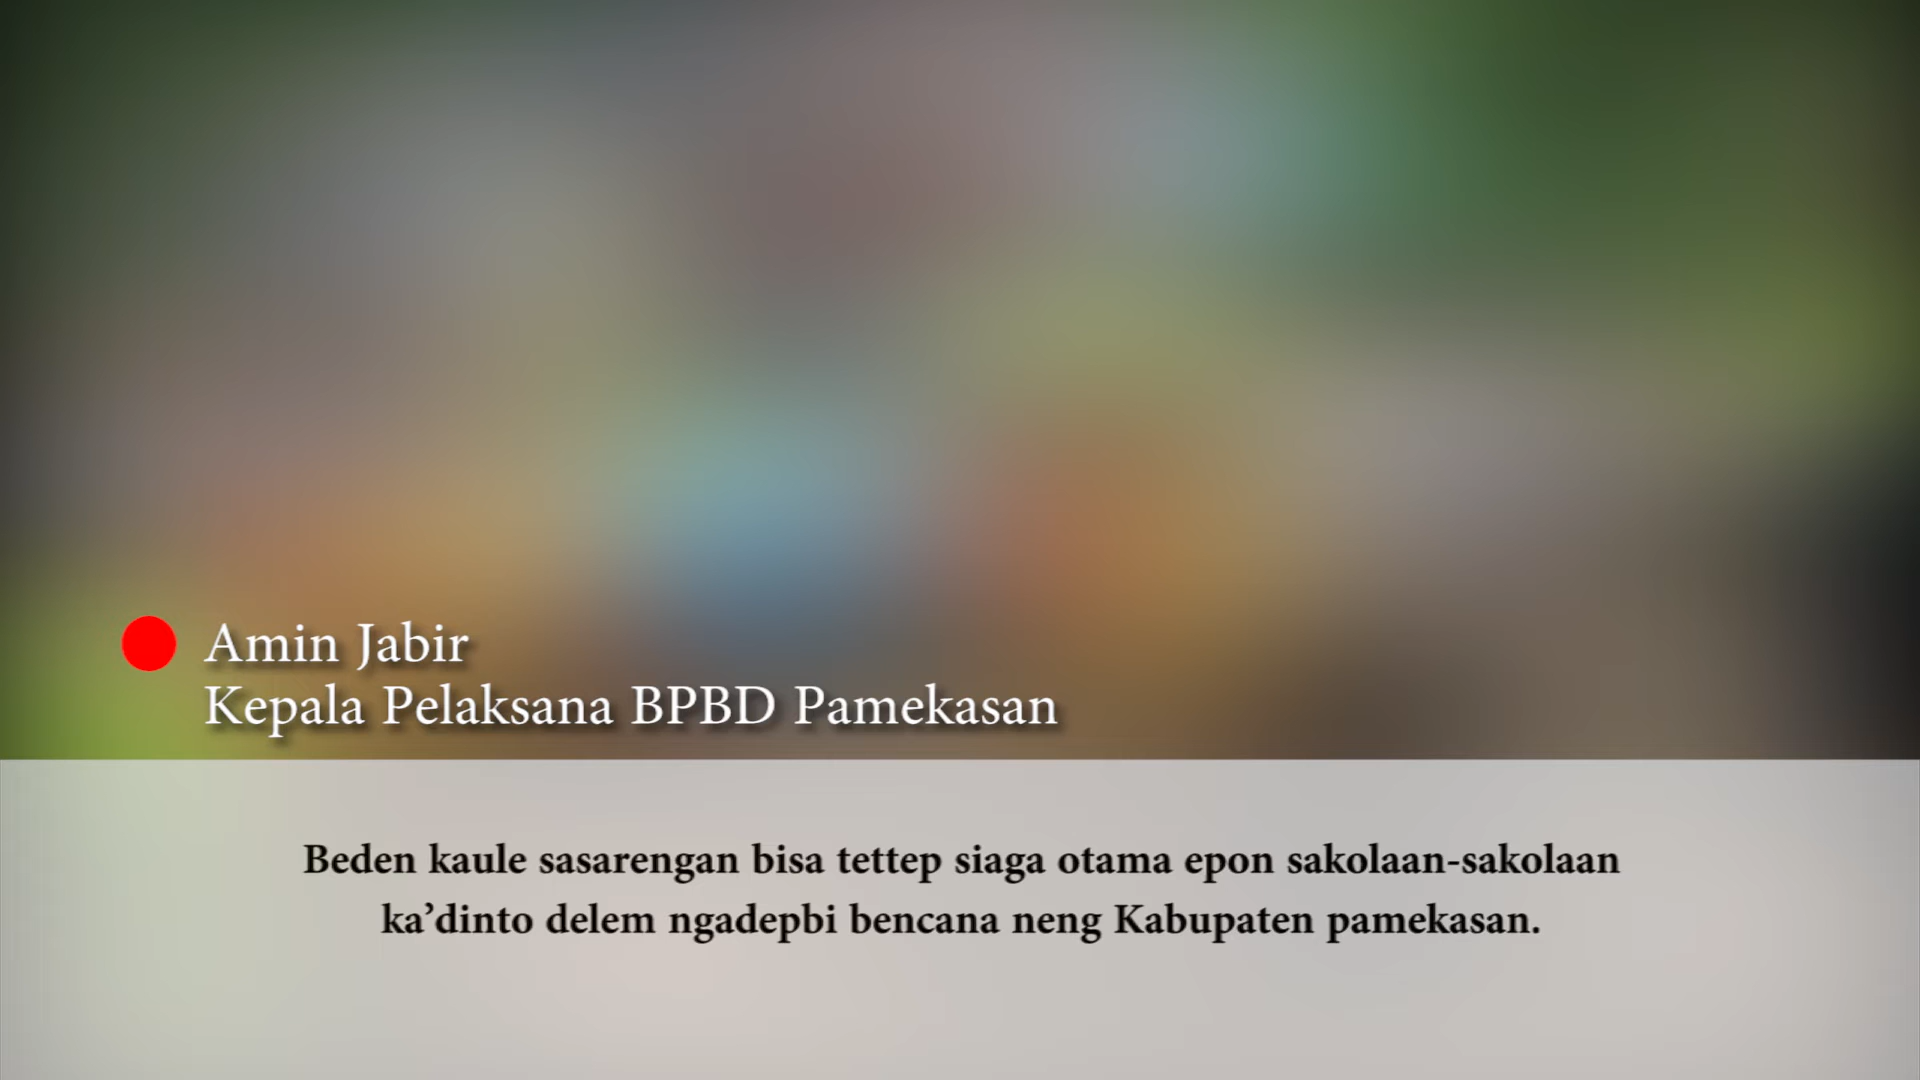 Amin Jabir
Kepala Pelaksana BPBD Pamekasan
Beden kaule sasarengan bisa tettep siaga otama epon sakolaan-sakolaan
ka’dinto delem ngadepbi bencana neng Kabupaten pamekasan.